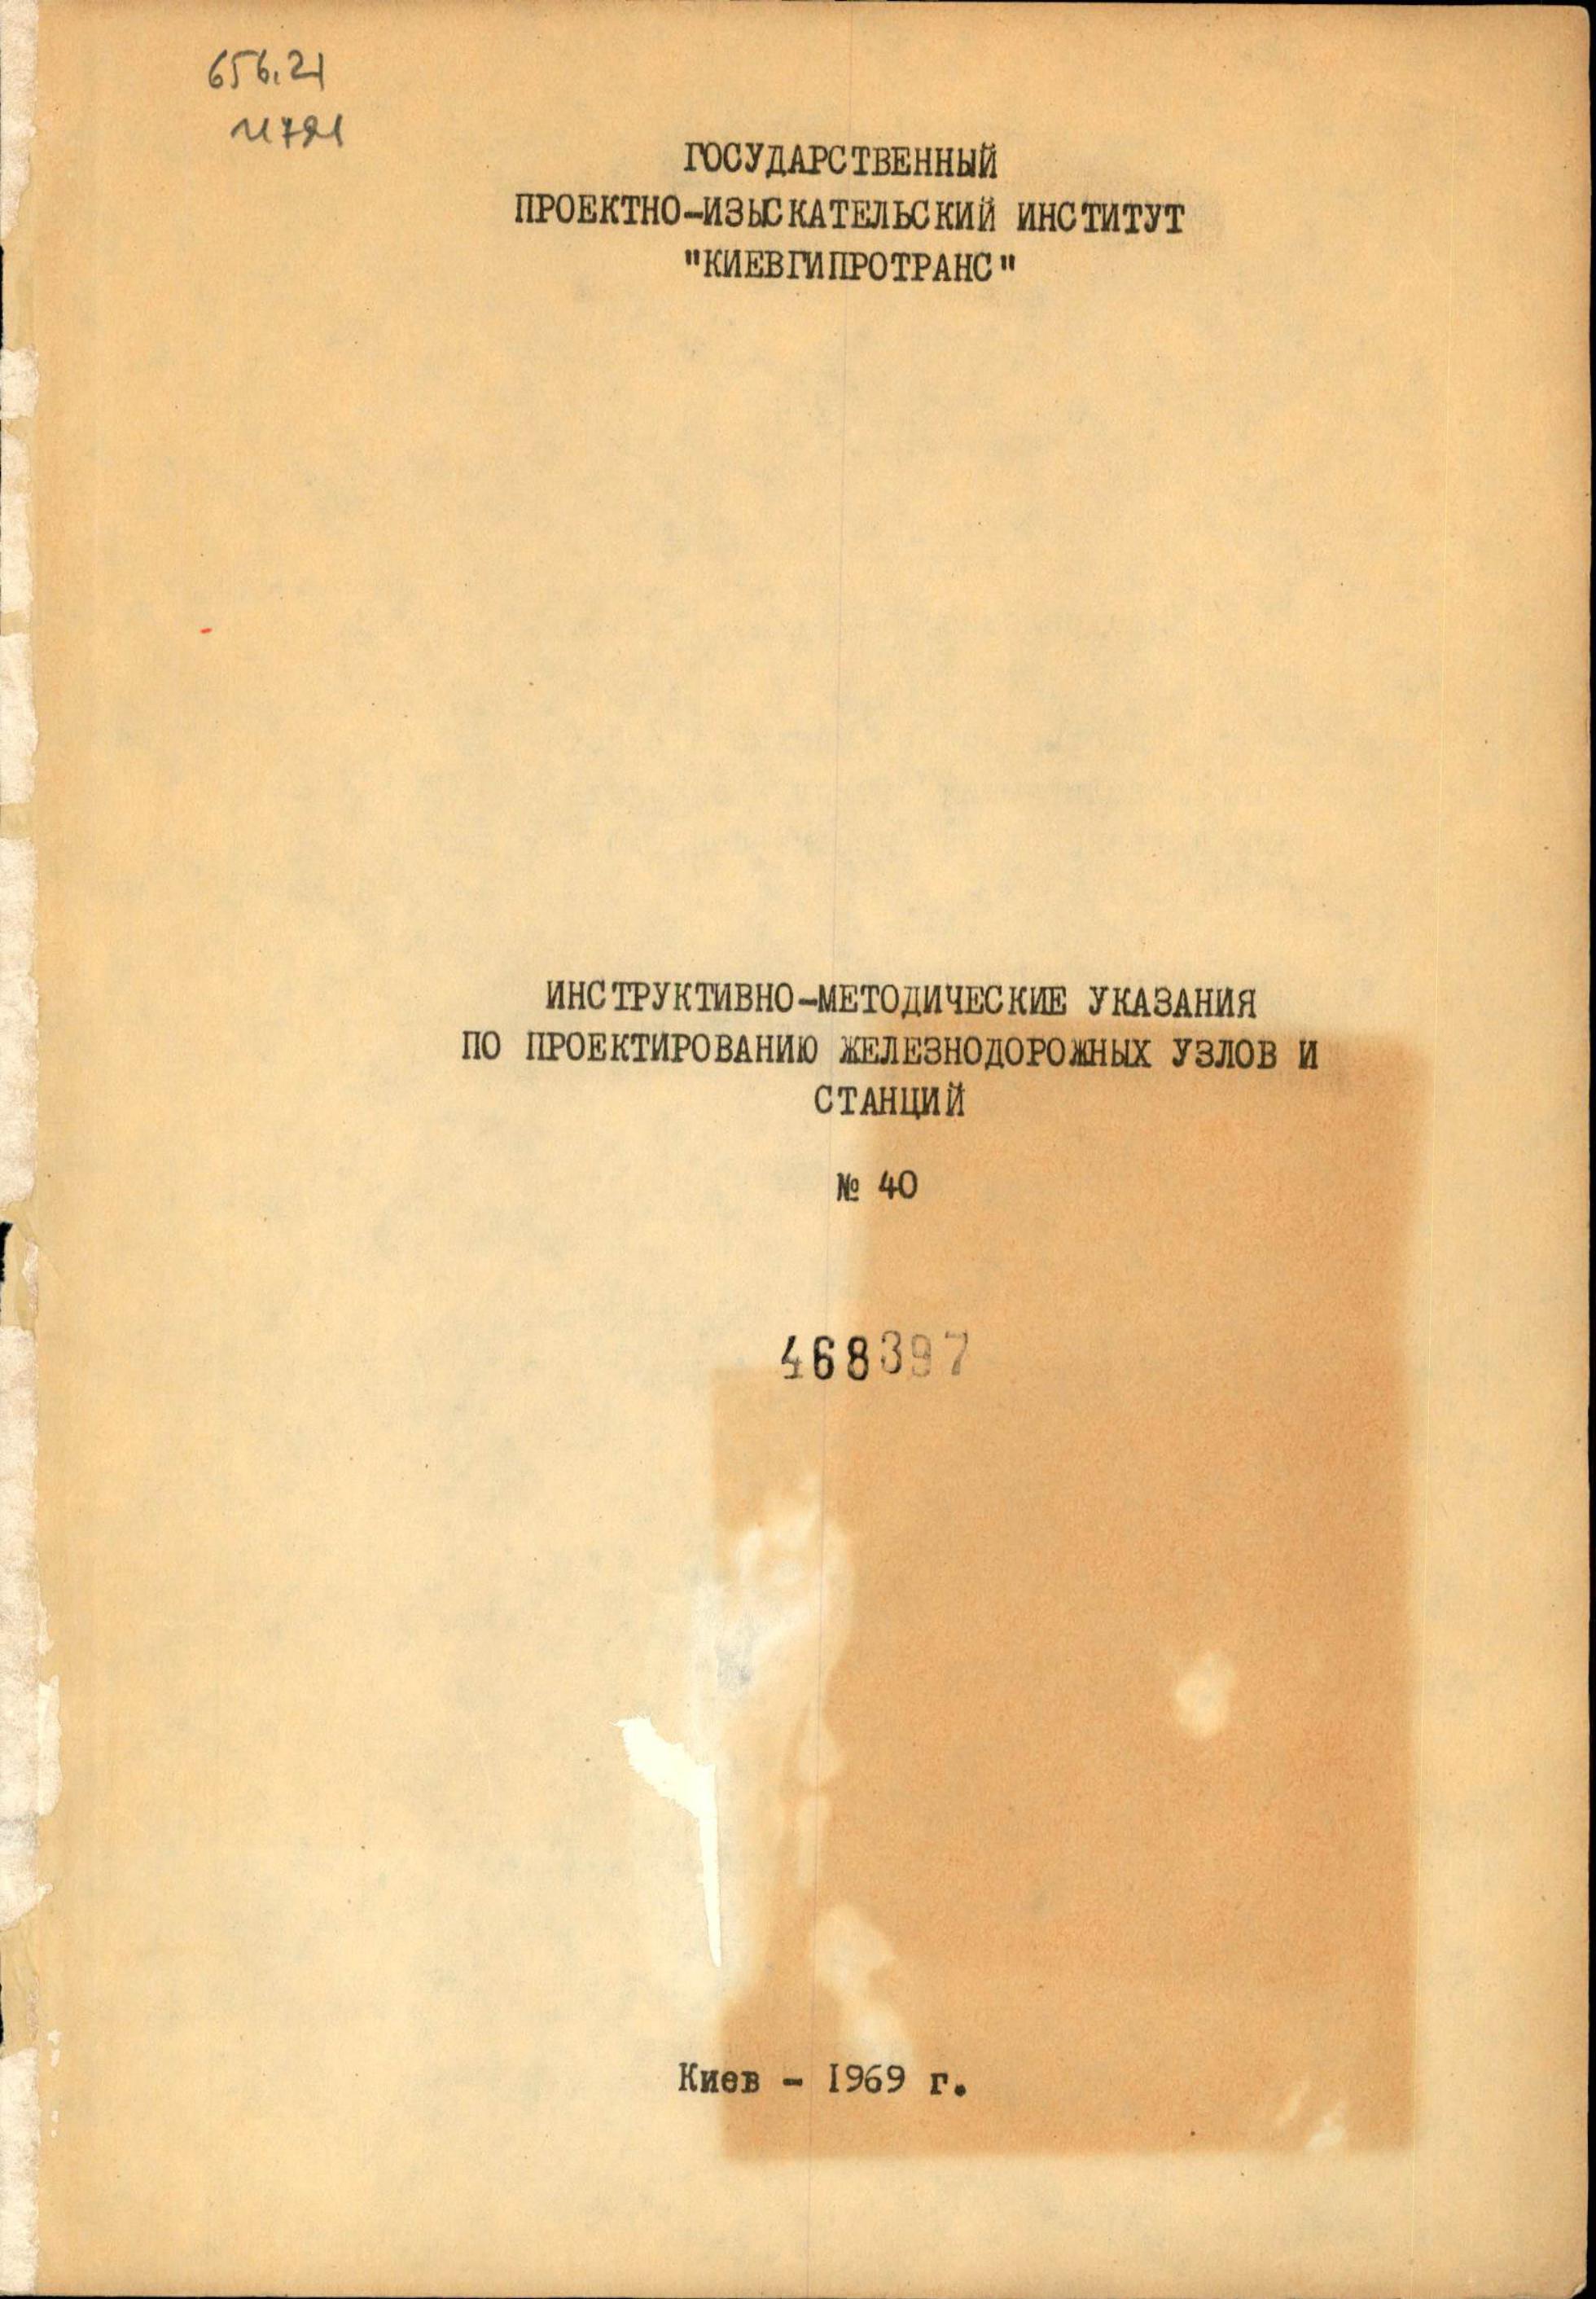 656.21
И791
ГОСУДАРСТВЕННЫЙ
ПРОЕКТНО-ИЗЫСКАТЕЛЬСКИЙ ИНСТИТУТ
"КИЕВГИПРОТРАНС"
ИНСТРУКТИВНО-МЕТОДИЧЕСКИЕ УКАЗАНИЯ
ПО ПРОЕКТИРОВАНИЮ ЖЕЛЕЗНОДОРОЖНЫХ УЗЛОВ И
СТАНЦИЙ
№ 40
468397
Киев - 1969 г.